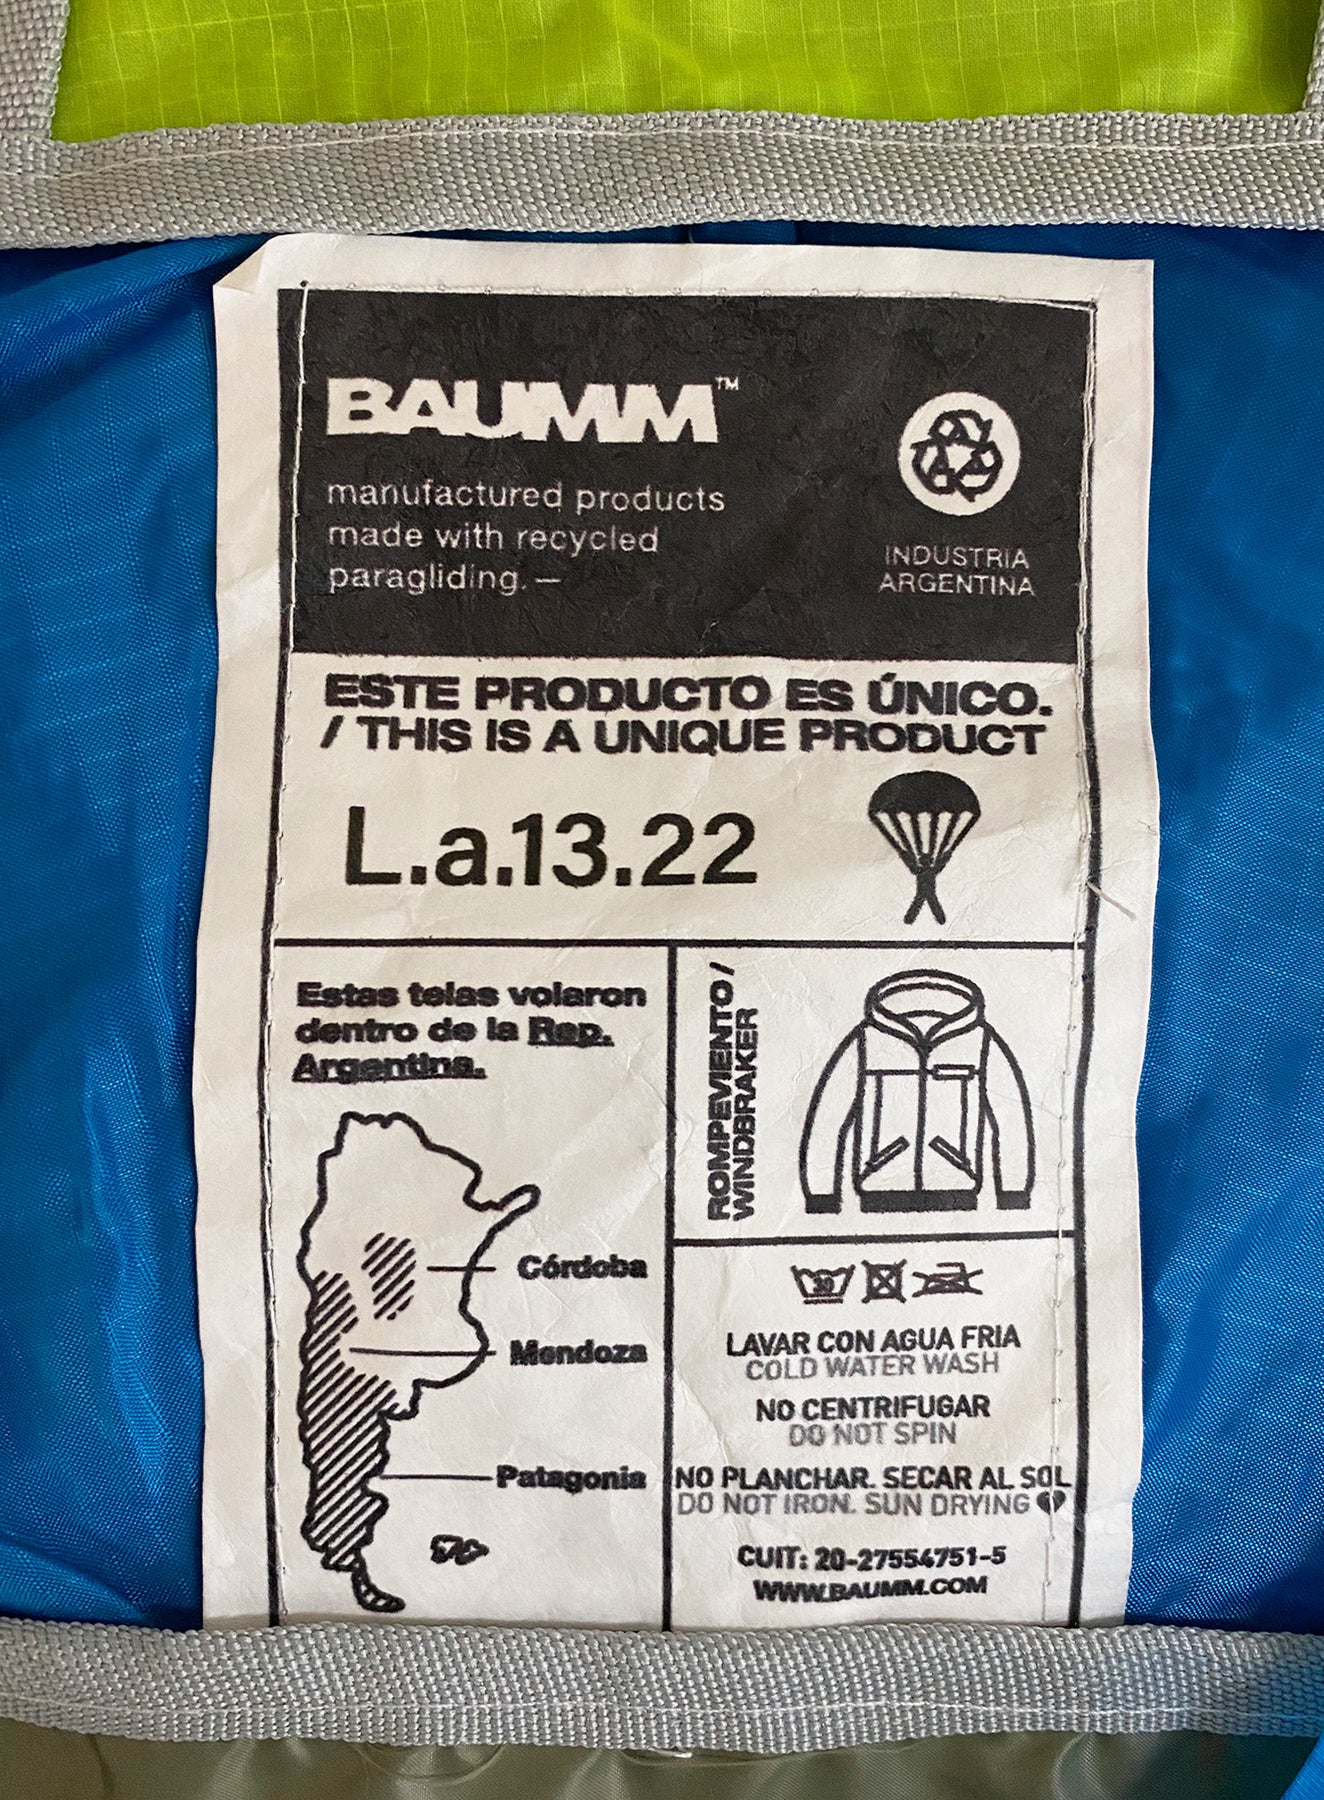 BAUMM™
manufactured products
made with recycled
paragliding.—
INDUSTRIA
ARGENTINA
ESTE PRODUCTO ES ÚNICO.
/ THIS IS A UNIQUE PRODUCT
L.a.13.22
Estas telas volaron
dentro de la Rep.
Argentina.
Córdoba
Mendoza
Patagonia
ROMPEVIENTO /
WINDBRAKER
30
LAVAR CON AGUA FRIA
COLD WATER WASH
NO CENTRIFUGAR
DO NOT SPIN
NO PLANCHAR. SECAR AL SOL
DO NOT IRON. SUN DRYING
CUIT: 20-27554751-5
WWW.BAUMM.COM